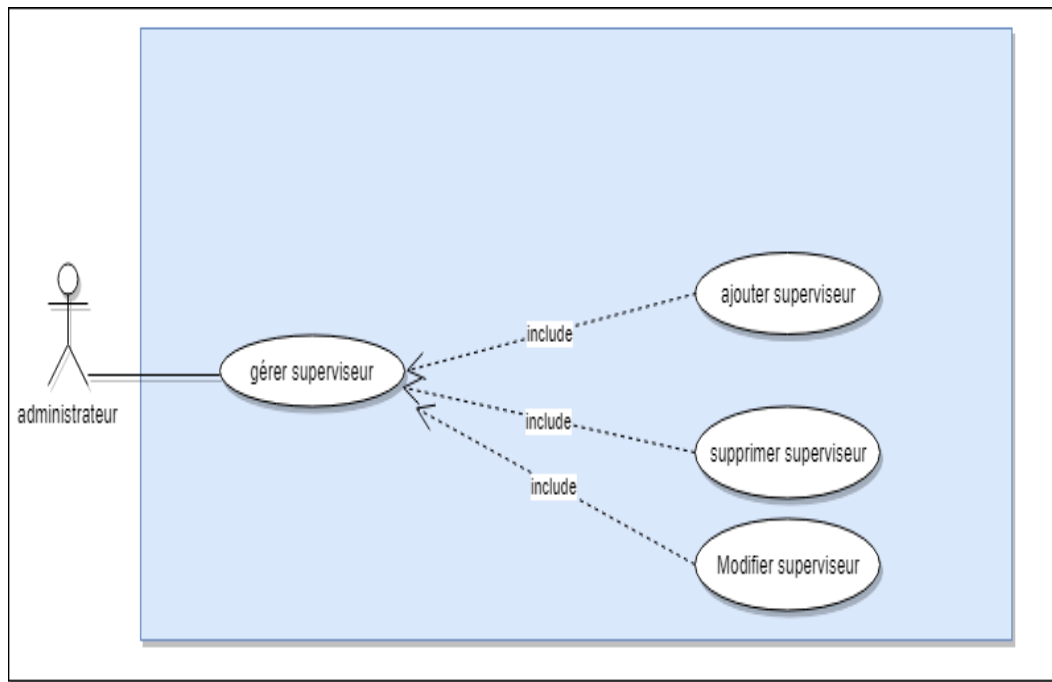 ajouter superviseur
include
gérer superviseur
administrateur
include
supprimer superviseur
include
Modifier superviseur